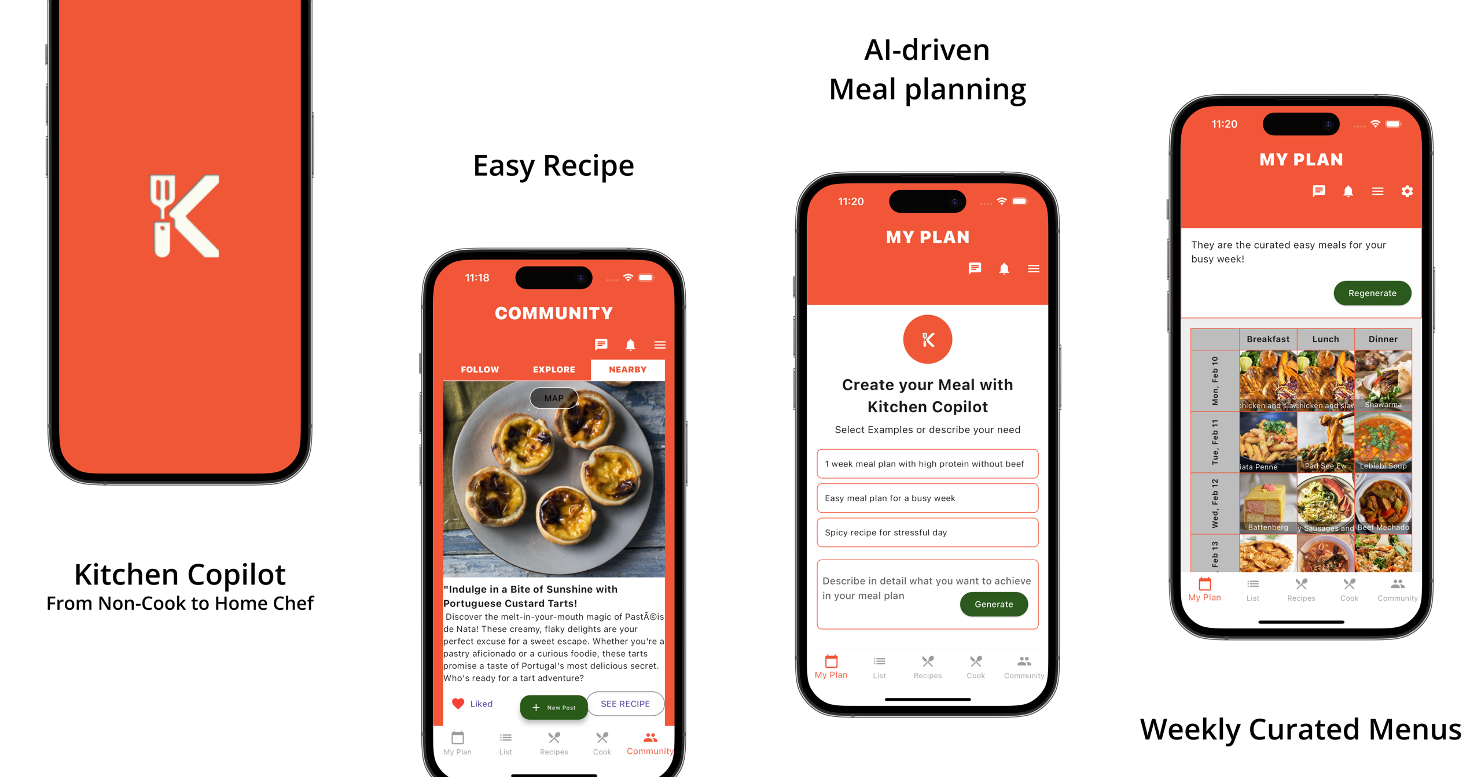 Kitchen Copilot
From Non-Cook to Home Chef
Easy Recipe
11:18
COMMUNITY
FOLLOW EXPLORE NEARBY
MAP
"Indulge in a Bite of Sunshine with
Portuguese Custard Tarts!
Discover the melt-in-your-mouth magic of PastÃ©is
de Nata! These creamy, flaky delights are your
perfect excuse for a sweet escape. Whether you're a
pastry aficionado or a curious foodie, these tarts
promise a taste of Portugal's most delicious secret.
Who's ready for a tart adventure?
Liked + New Post SEE RECIPE
My Plan List Recipes Cook Community
AI-driven
Meal planning
11:20
MY PLAN
Create your Meal with
Kitchen Copilot
Select Examples or describe your need
1 week meal plan with high protein without beef
Easy meal plan for a busy week
Spicy recipe for stressful day
Describe in detail what you want to achieve
in your meal plan
Generate
My Plan List Recipes Cook Community
11:20
MY PLAN
They are the curated easy meals for your
busy week!
Regenerate
Breakfast Lunch Dinner
Mon, Feb 10
chicken and slaw chicken and slaw Shawarma
Tue, Feb 11
iata Penne Pad See Ew Leblebi Soup
Wed, Feb 12
Battenberg y Sausages and Beef Mechado
, Feb 13
My Plan List Recipes Cook Community
Weekly Curated Menus